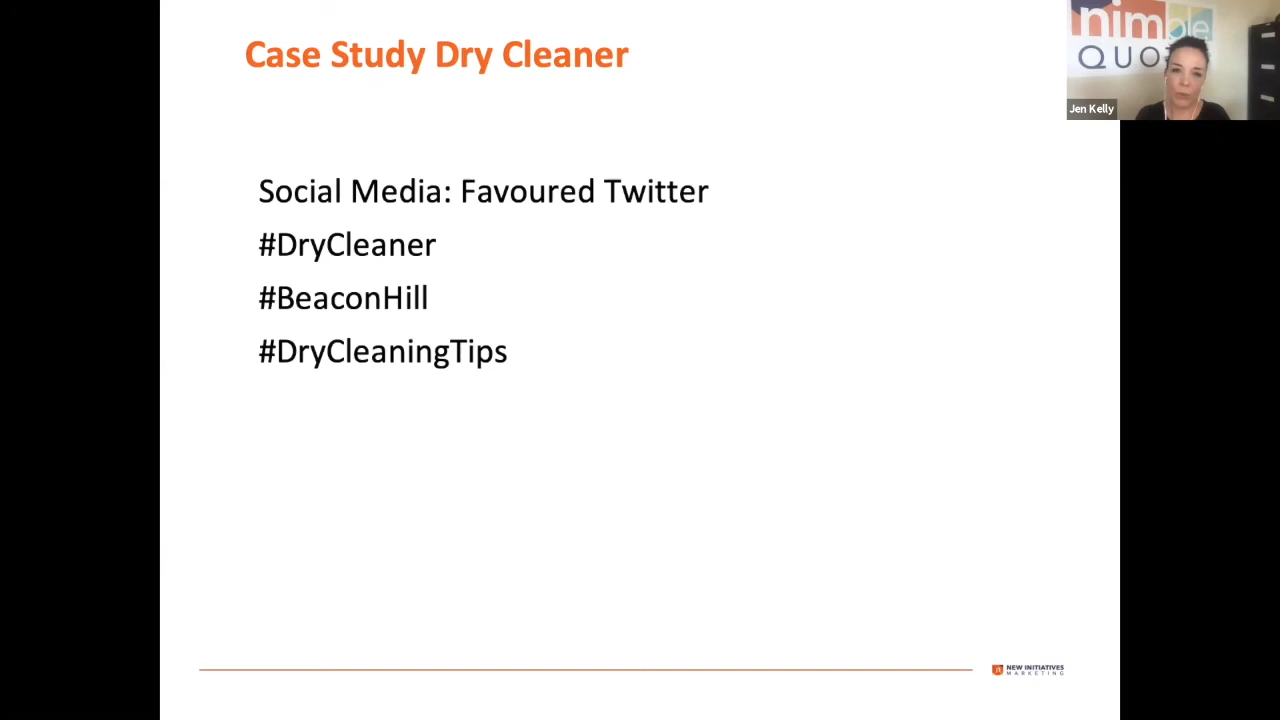 Case Study Dry Cleaner
nimble
QUO
Jen Kelly
Social Media: Favoured Twitter
#DryCleaner
#BeaconHill
#DryCleaningTips
NEW INITIATIVES
MARKETING